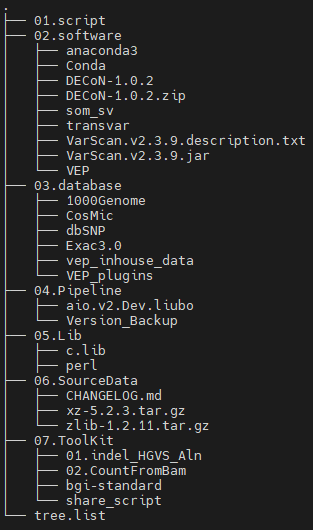 .
├── 01.script
├── 02.software
│   ├── anaconda3
│   ├── Conda
│   ├── DECoN-1.0.2
│   ├── DECoN-1.0.2.zip
│   ├── som_sv
│   ├── transvar
│   ├── VarScan.v2.3.9.description.txt
│   ├── VarScan.v2.3.9.jar
│   └── VEP
├── 03.database
│   ├── 1000Genome
│   ├── CosMic
│   ├── dbSNP
│   ├── Exac3.0
│   ├── vep_inhouse_data
│   └── VEP_plugins
├── 04.Pipeline
│   ├── aio.v2.Dev.liubo
│   └── Version_Backup
├── 05.Lib
│   ├── c.lib
│   └── perl
├── 06.SourceData
│   ├── CHANGELOG.md
│   ├── xz-5.2.3.tar.gz
│   └── zlib-1.2.11.tar.gz
├── 07.ToolKit
│   ├── 01.indel_HGVS_Aln
│   ├── 02.CountFromBam
│   ├── bgi-standard
│   └── share_script
└── tree.list